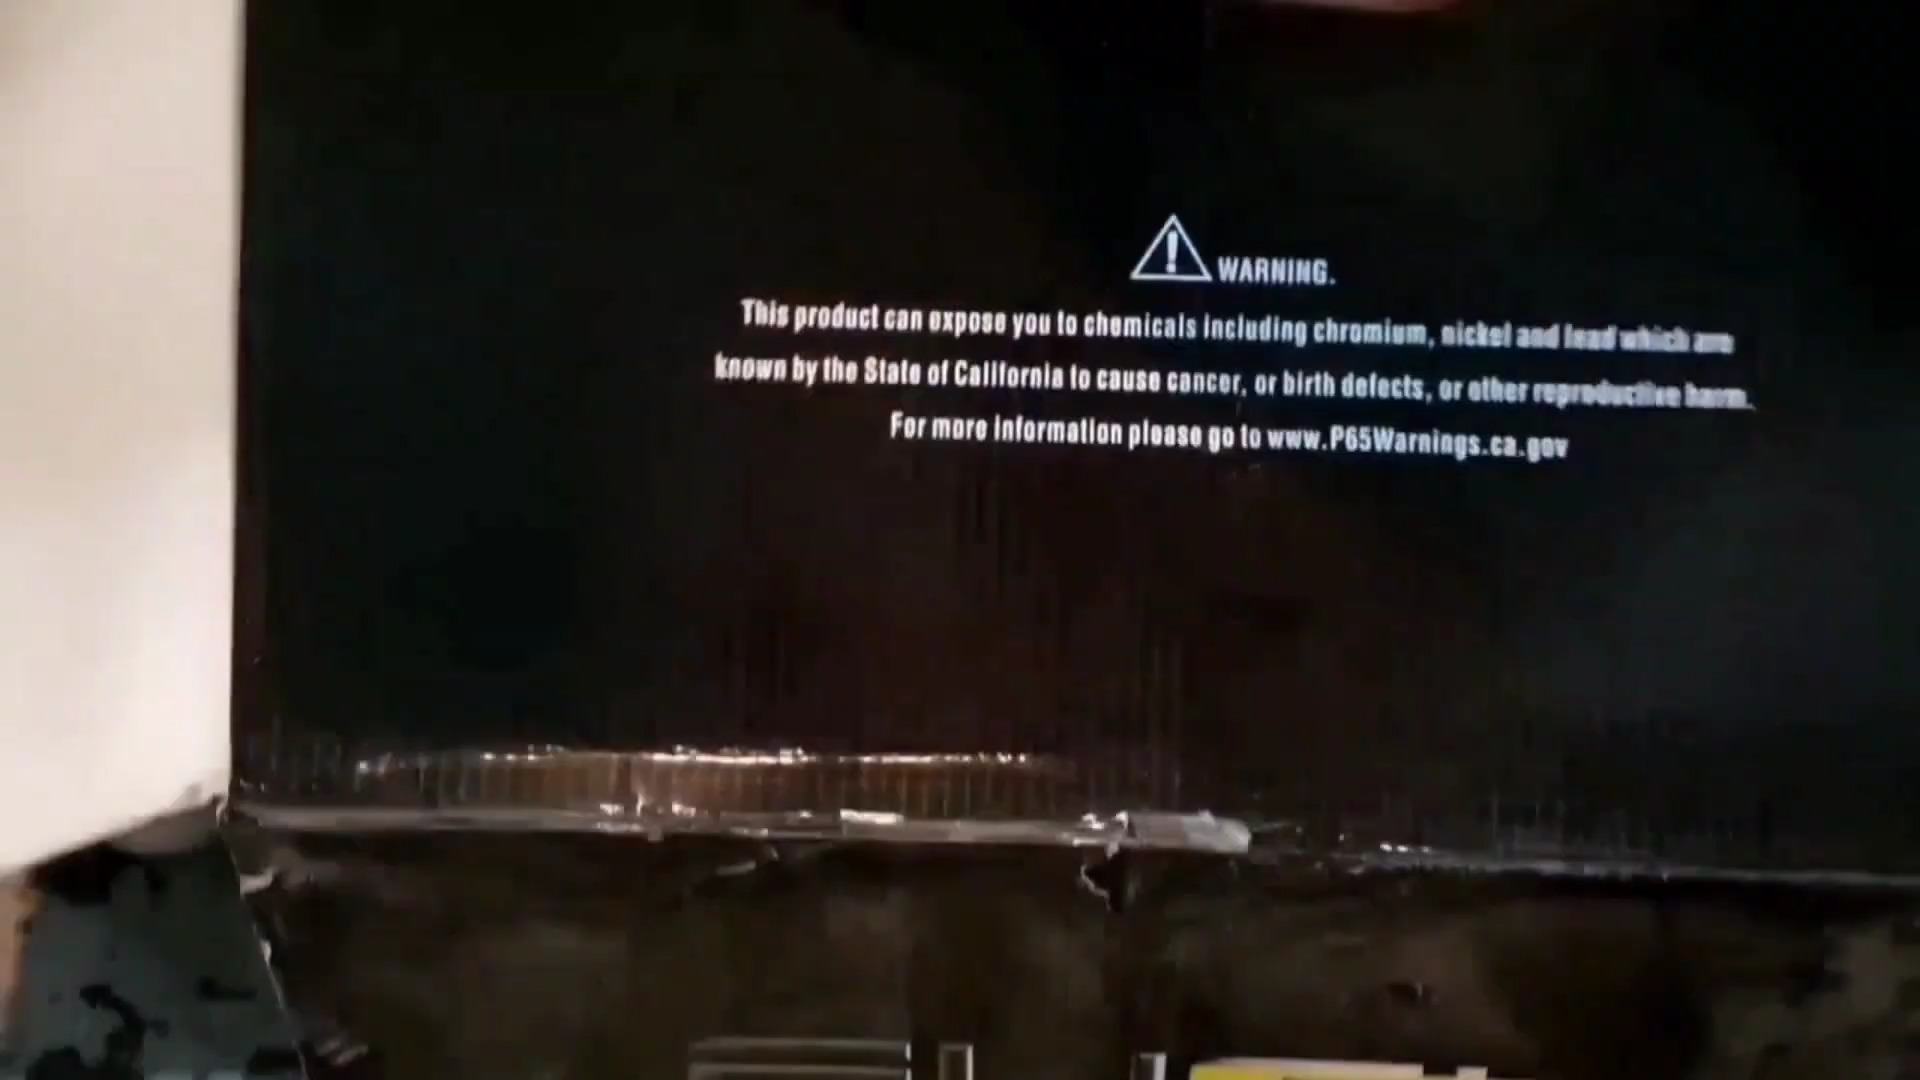 WARNING.
This product can expose you to chemicals including chromium, nickel and lead which are
known by the State of California to cause cancer, or birth defects, or other reproductive harm.
For more information please go to www.P65Warnings.ca.gov